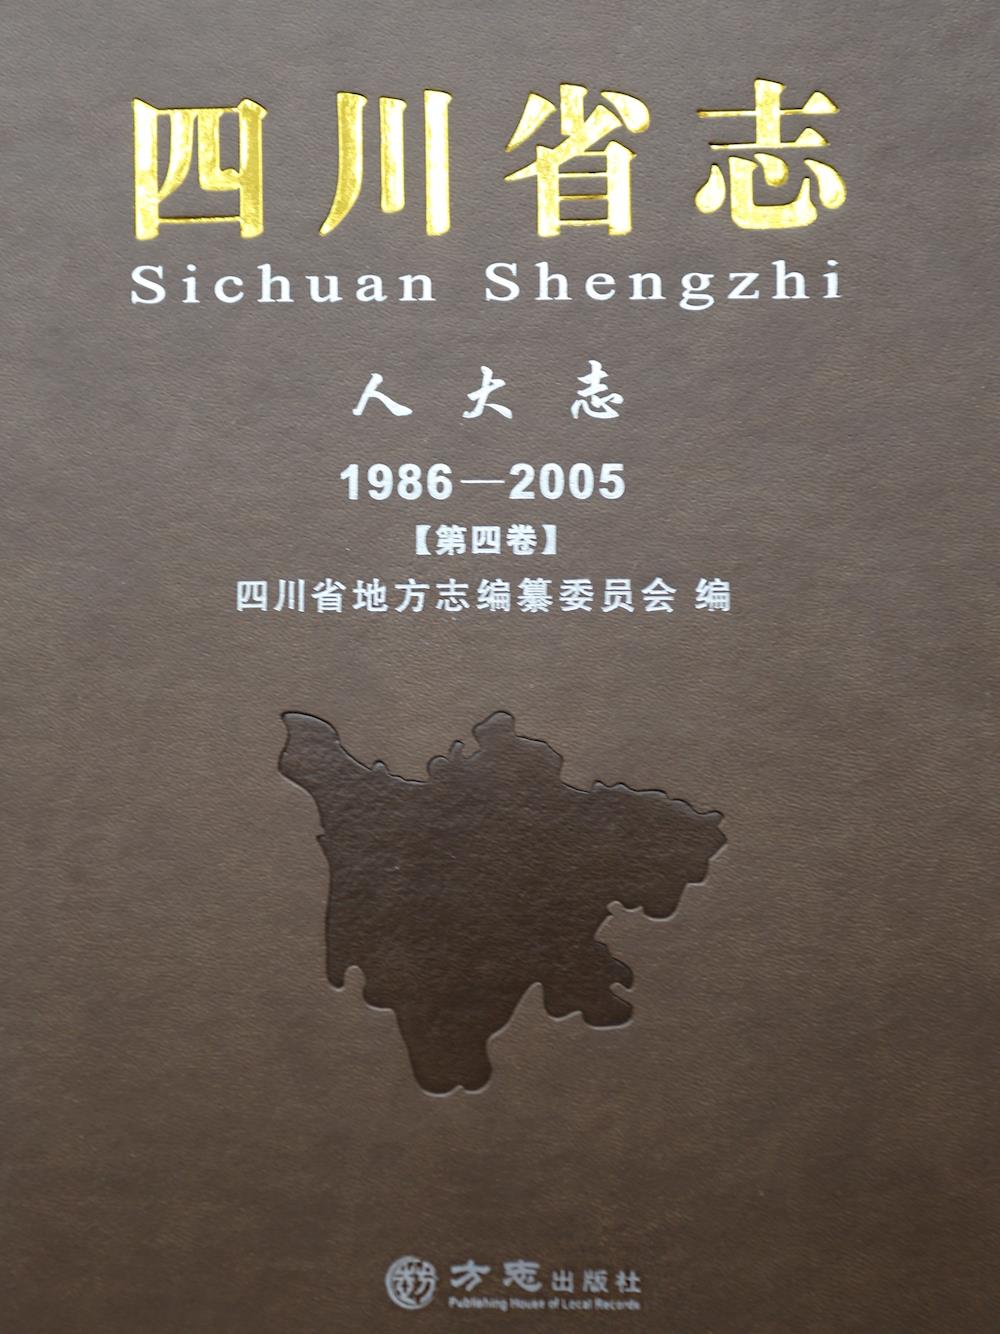 四川省志
Sichuan Shengzhi
人大志
1986—2005
【第四卷】
四川省地方志编纂委员会 编
方志出版社
Publishing House of Local Records